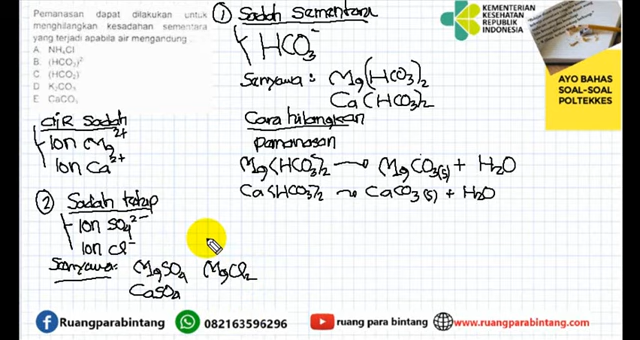 Pemanasan dapat dilakukan untuk
menghilangkan kesadahan sementara
yang terjadi apabila air mengandung
A. NH₄Cl
B. (HCO₃)²
C (HCO₃)
D K₂CO₃
E CaCO₃
Air Sadah
Ion Mg²⁺
Ion Ca²⁺
② Sadah tetap
Ion SO₄²⁻
Ion Cl⁻
Senyawa: MgSO₄ MgCl₂
CaSO₄
① Sadah Sementara
HCO₃⁻
Senyawa: Mg(HCO₃)₂
Ca(HCO₃)₂
Cara hilangkan
Pemanasan
Mg(HCO₃)₂ → MgCO₃(s) + H₂O
Ca(HCO₃)₂ → CaCO₃(s) + H₂O
KEMENTERIAN
KESEHATAN
REPUBLIK
INDONESIA
AYO BAHAS
SOAL-SOAL
POLTEKKES
Ruangparabintang
082163596296
ruang para bintang
www.ruangparabintang.com